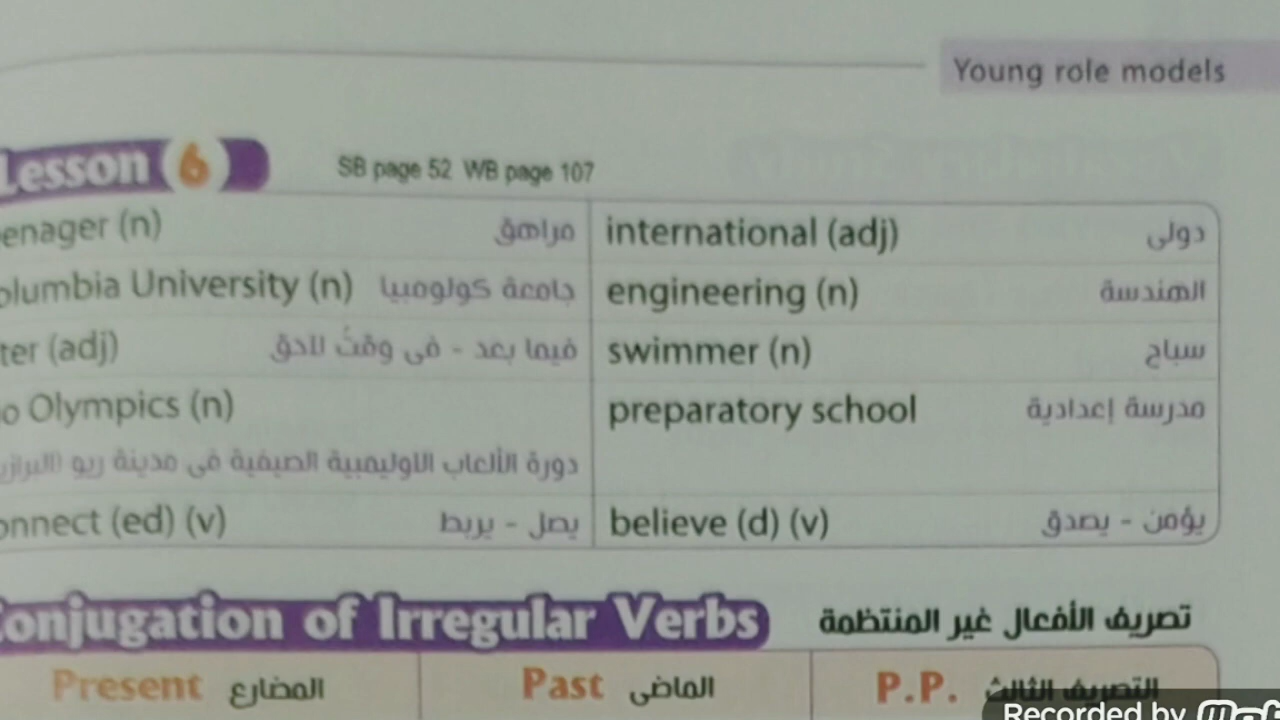 Young role models
Lesson 6 SB page 52 WB page 107
enager (n) مراهق international (adj) دولى
olumbia University (n) جامعة كولومبيا engineering (n) الهندسة
ter (adj) فيما بعد - فى وقت لاحق swimmer (n) سباح
o Olympics (n) preparatory school مدرسة إعدادية
دورة الألعاب الأوليمبية الصيفية فى مدينة ريو
onnect (ed) (v) يصل - يربط believe (d) (v) يؤمن - يصدق
Conjugation of Irregular Verbs تصريف الأفعال غير المنتظمة
Present المضارع Past الماضى P.P. التصريف الثالث
Recorded by